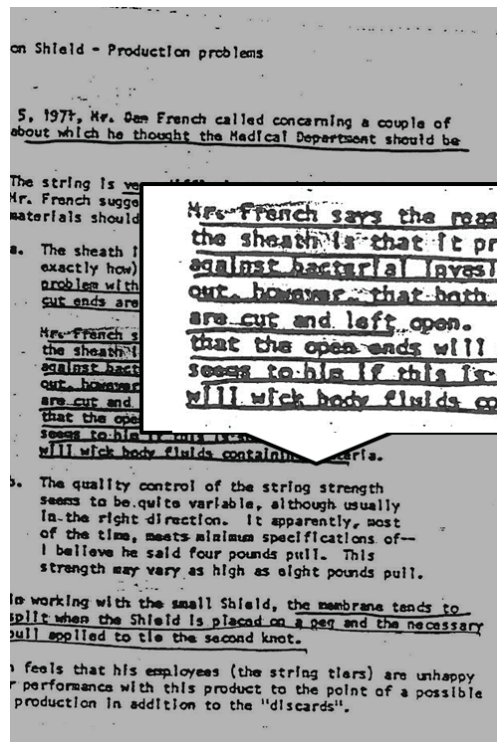 on Shield - Production problems
5, 197?, Mr. Dan French called concerning a couple of
about which he thought the Medical Department should be
The string is
Mr. French sugge
materials should
a. The sheath
exactly how)
problem with
cut ends are
Mr. French s
the sheath
against bact
out, however
are cut and
that the ope
seems to him if this is
will wick body fluids containing bacteria.
Mr. French says the reas
the sheath is that it pr
against bacterial invasi
out, however, that both
are cut and left open.
that the open ends will
seems to him if this is
will wick body fluids co
b. The quality control of the string strength
seems to be quite variable, although usually
in the right direction. It apparently, most
of the time, meets minimum specifications of--
I believe he said four pounds pull. This
strength may vary as high as eight pounds pull.
In working with the small Shield, the membrane tends to
split when the Shield is placed on a peg and the necessary
pull applied to tie the second knot.
feels that his employees (the string tiers) are unhappy
r performance with this product to the point of a possible
production in addition to the "discards".